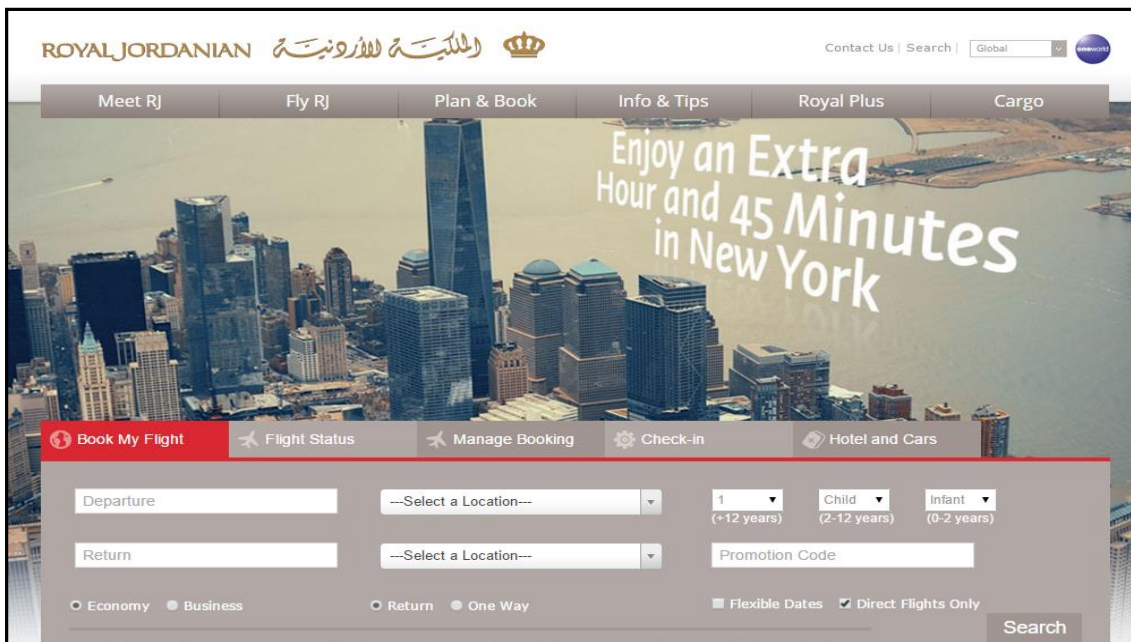 ROYAL JORDANIAN الملكية الأردنية
Contact Us | Search | Global
oneworld
Meet RJ Fly RJ Plan & Book Info & Tips Royal Plus Cargo
Enjoy an Extra
Hour and 45 Minutes
in New York
Book My Flight Flight Status Manage Booking Check-in Hotel and Cars
Departure ---Select a Location--- 1 Child Infant
(+12 years) (2-12 years) (0-2 years)
Return ---Select a Location--- Promotion Code
Economy Business Return One Way Flexible Dates Direct Flights Only
Search